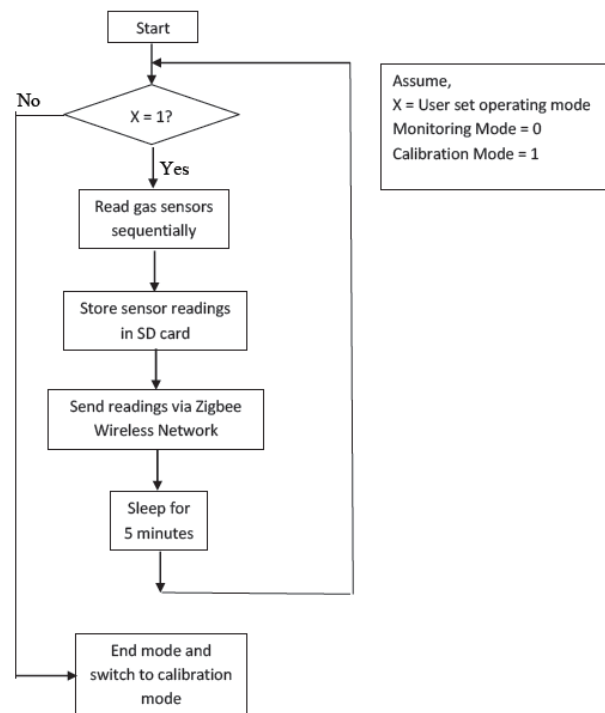 Start
No
X = 1?
Yes
Read gas sensors
sequentially
Store sensor readings
in SD card
Send readings via Zigbee
Wireless Network
Sleep for
5 minutes
End mode and
switch to calibration
mode
Assume,
X = User set operating mode
Monitoring Mode = 0
Calibration Mode = 1